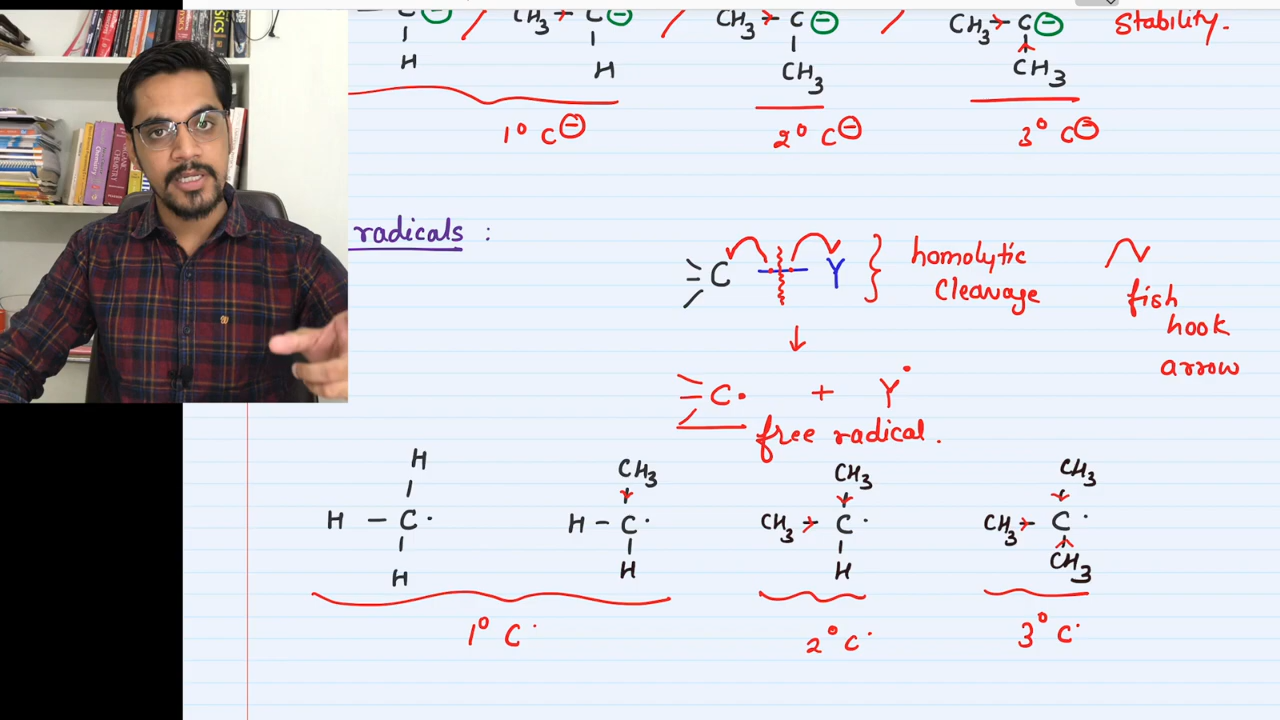 C⊖ / CH₃ C⊖ / CH₃ C⊖ / CH₃ C⊖ Stability.
H H CH₃ CH₃
1° C⊖ 2° C⊖ 3° C⊖
radicals :
C Y } homolytic
Cleavage
fish
hook
arrow
C· + Y·
free radical.
H CH₃ CH₃ CH₃
H – C· H – C· CH₃ C· CH₃ C·
H H H CH₃
1° C· 2° C· 3° C·